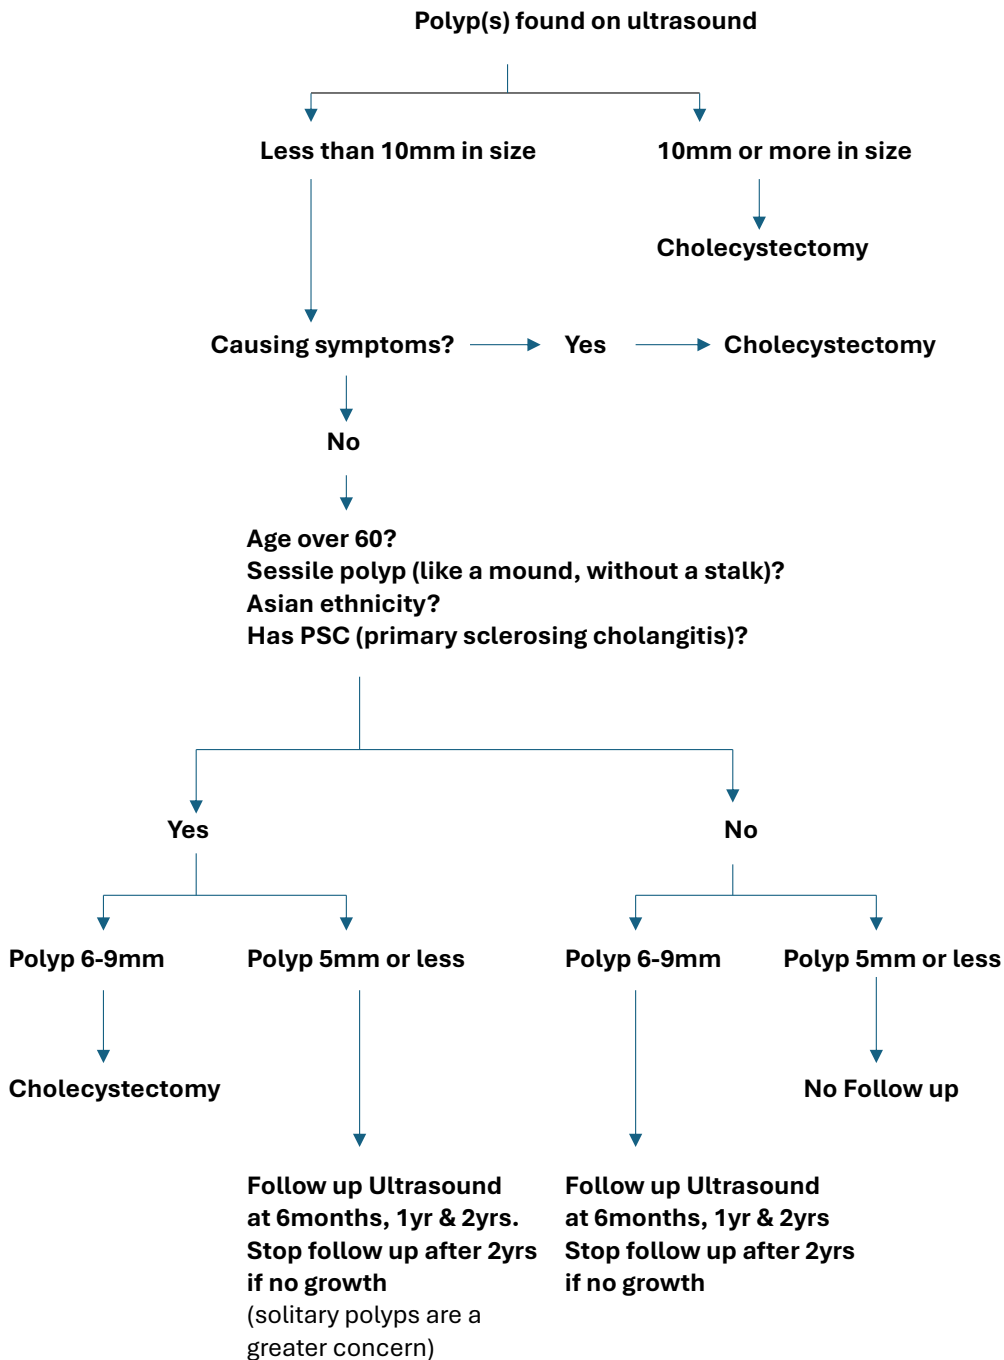 Polyp(s) found on ultrasound
Less than 10mm in size
10mm or more in size
Cholecystectomy
Causing symptoms?
Yes
Cholecystectomy
No
Age over 60?
Sessile polyp (like a mound, without a stalk)?
Asian ethnicity?
Has PSC (primary sclerosing cholangitis)?
Yes
No
Polyp 6-9mm
Polyp 5mm or less
Polyp 6-9mm
Polyp 5mm or less
Cholecystectomy
No Follow up
Follow up Ultrasound
at 6months, 1yr & 2yrs.
Stop follow up after 2yrs
if no growth
(solitary polyps are a
greater concern)
Follow up Ultrasound
at 6months, 1yr & 2yrs
Stop follow up after 2yrs
if no growth